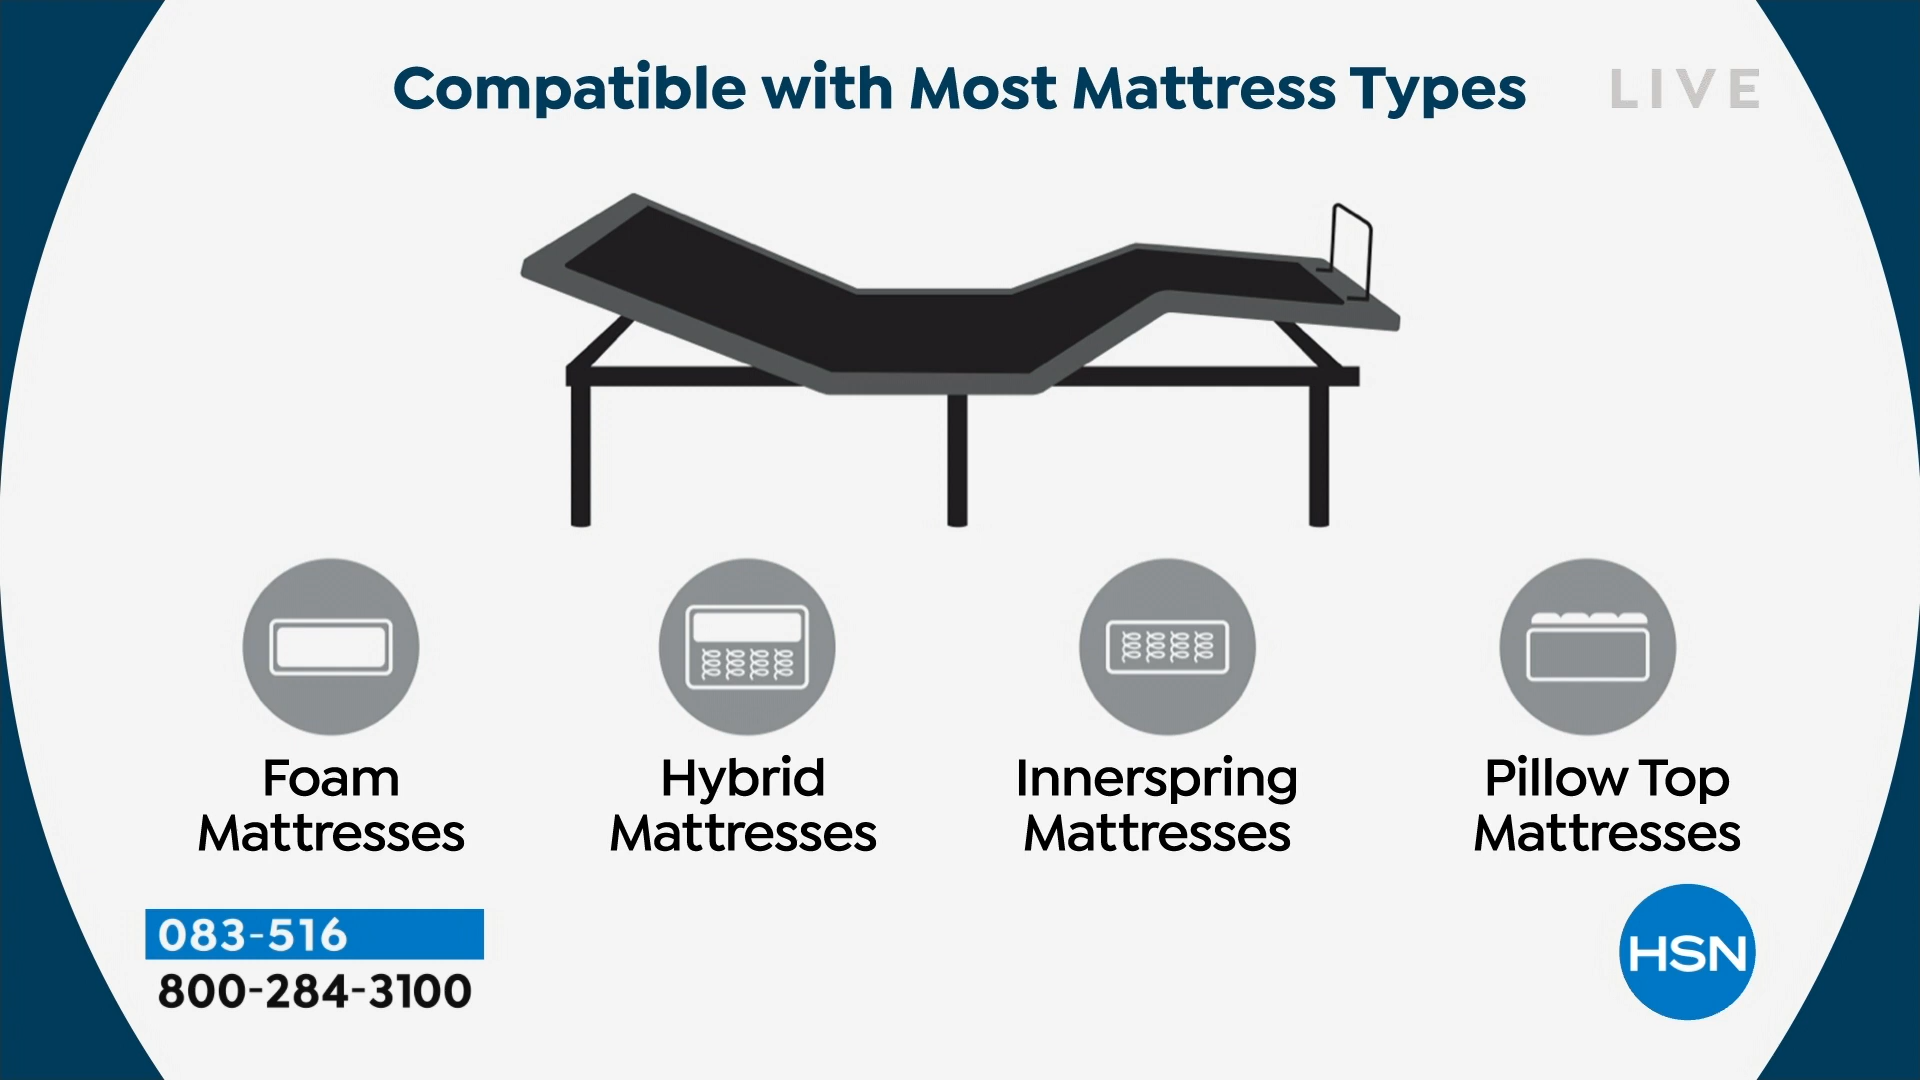 Compatible with Most Mattress Types
LIVE
Foam
Mattresses
Hybrid
Mattresses
Innerspring
Mattresses
Pillow Top
Mattresses
083-516
800-284-3100
HSN